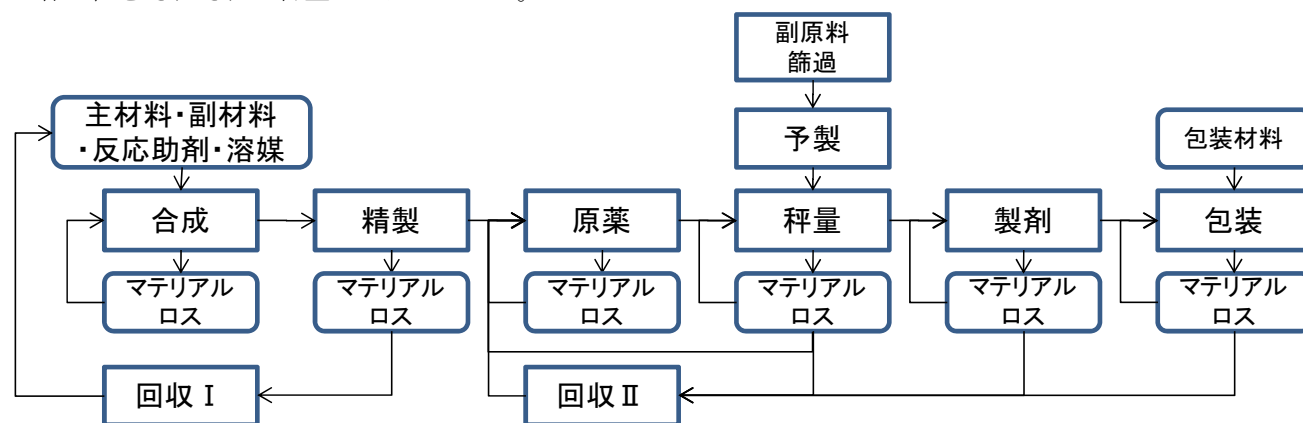 副原料
篩過
主材料・副材料
・反応助剤・溶媒
予製
包装材料
合成
精製
原薬
秤量
製剤
包装
マテリアル
ロス
マテリアル
ロス
マテリアル
ロス
マテリアル
ロス
マテリアル
ロス
マテリアル
ロス
回収Ⅰ
回収Ⅱ